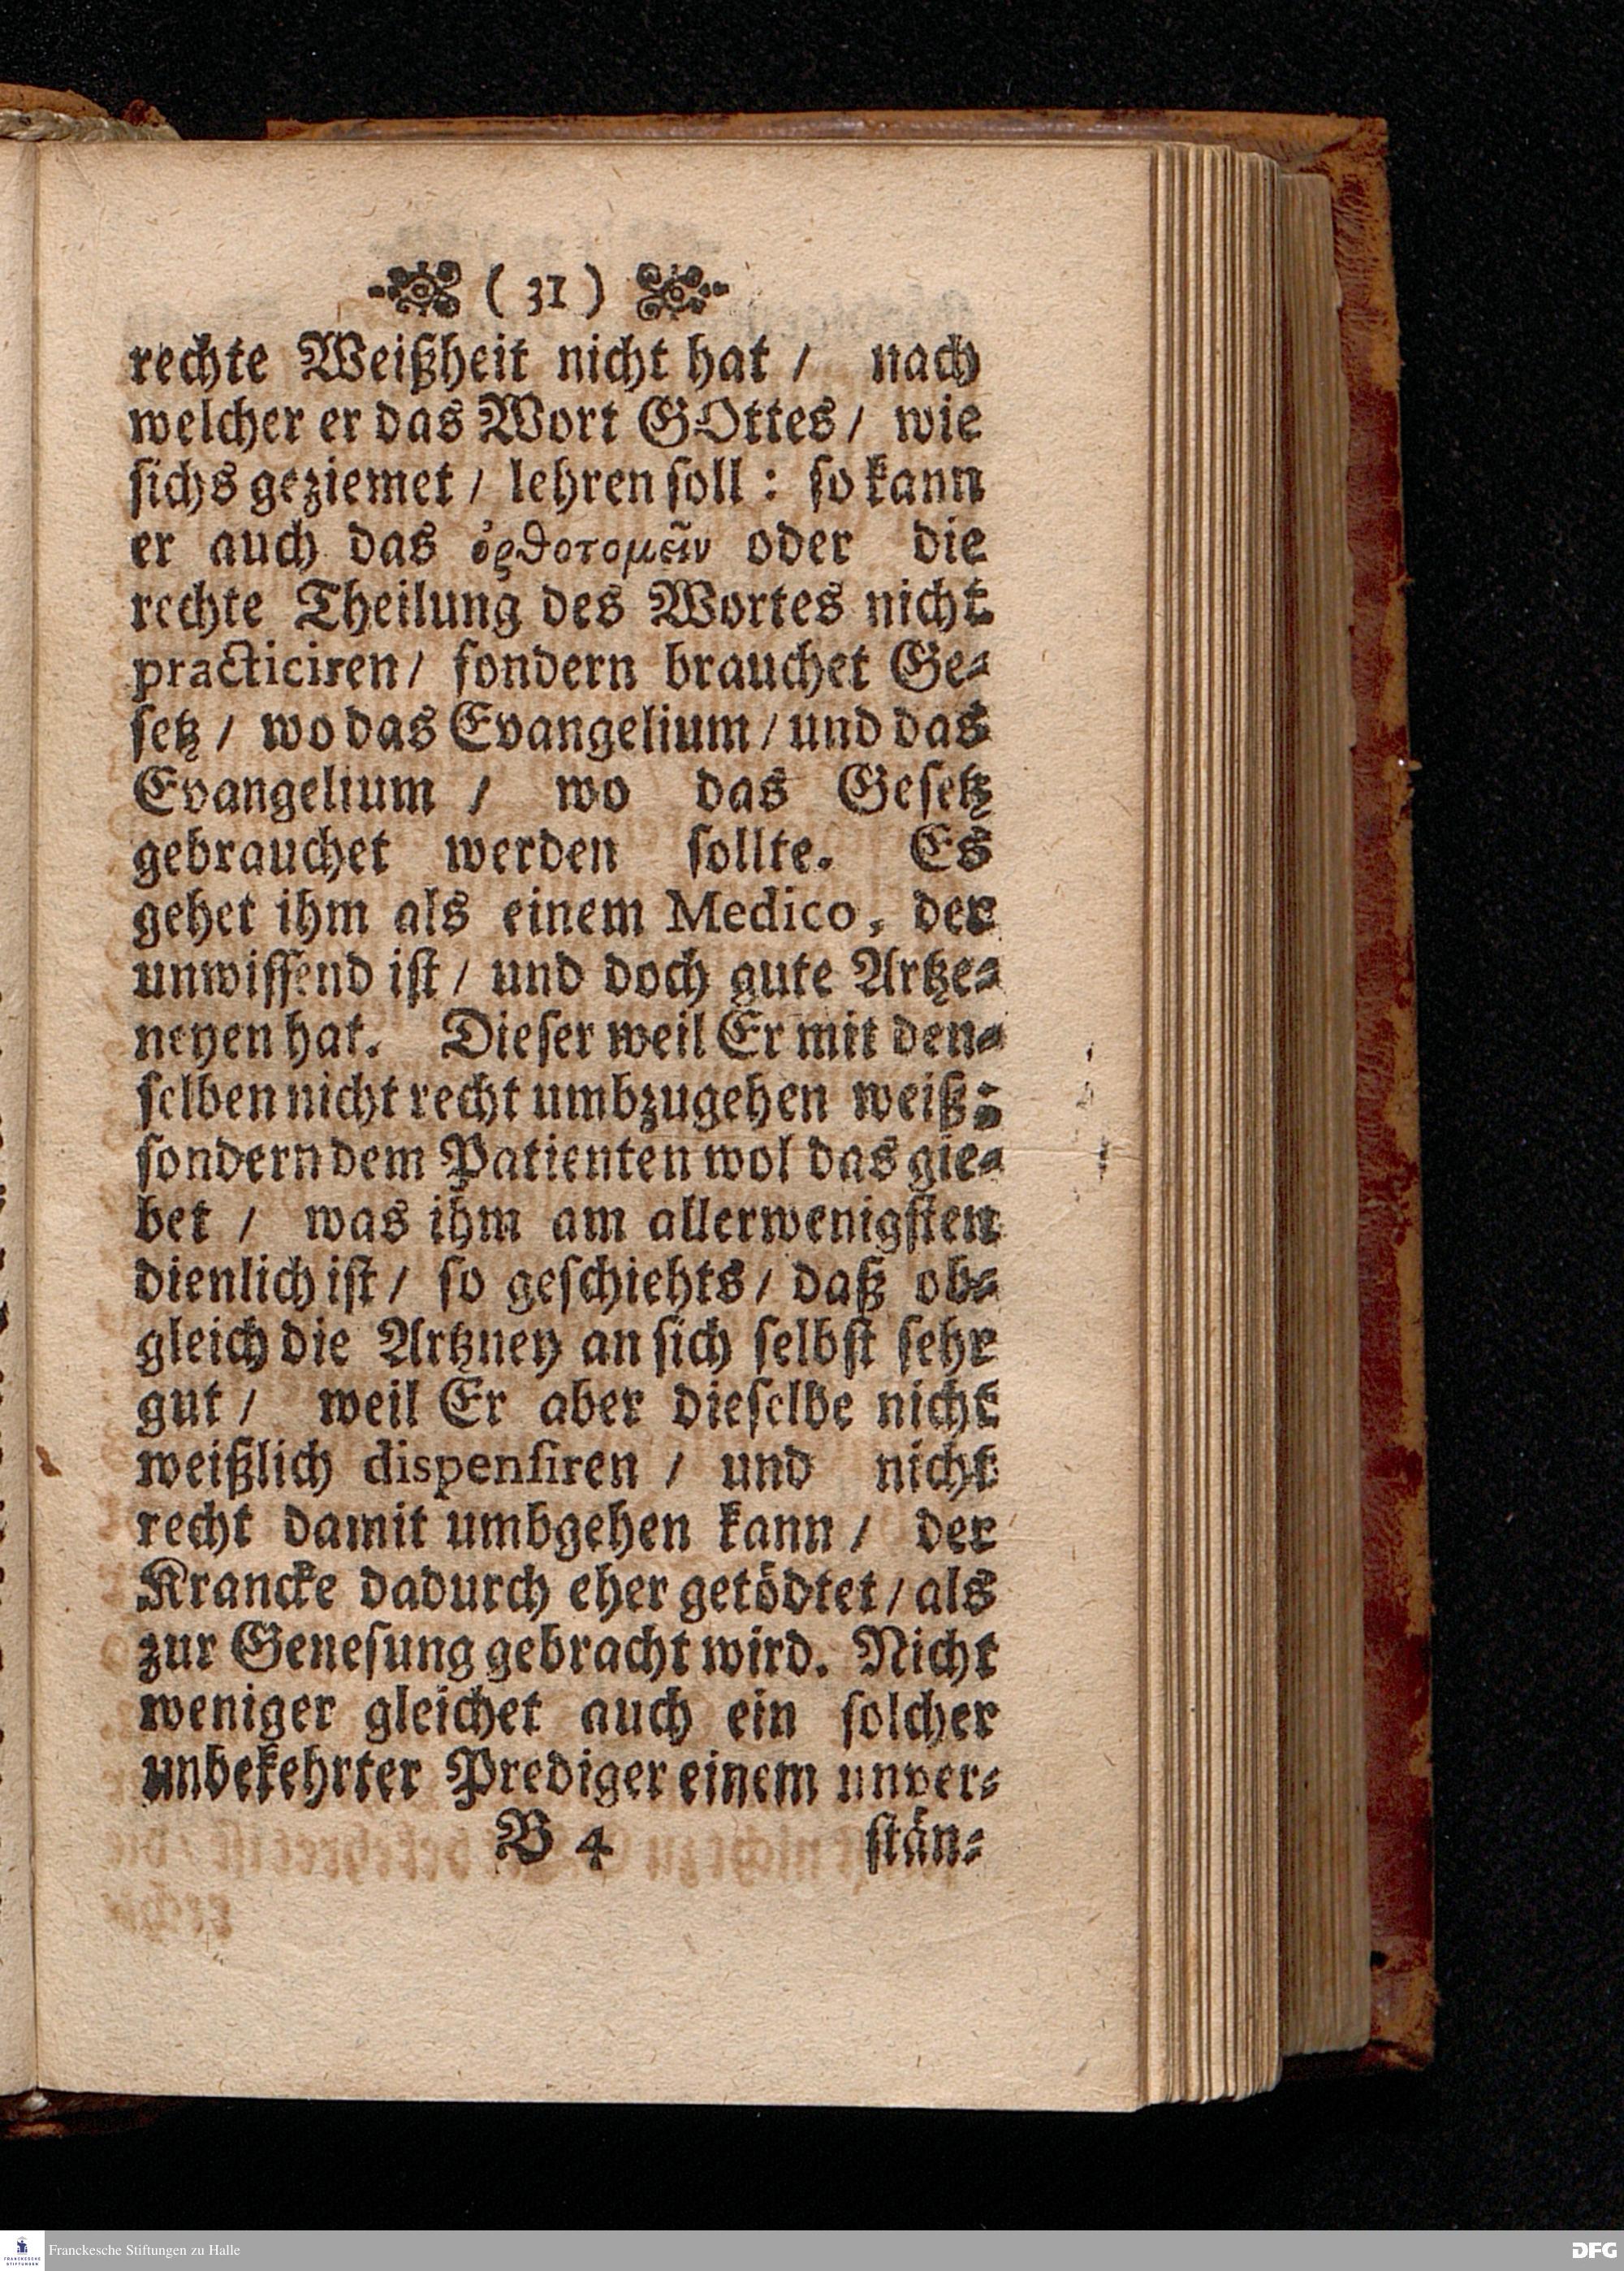 ( 31 )
rechte Weißheit nicht hat / nach
welcher er das Wort GOttes / wie
sichs geziemet / lehren soll : so kann
er auch das ὀρθοτομεῖν oder die
rechte Theilung des Wortes nicht
practiciren / sondern brauchet Ge-
setz / wo das Evangelium / und das
Evangelium / wo das Gesetz
gebrauchet werden sollte. Es
gehet ihm als einem Medico, der
unwissend ist / und doch gute Artze-
neyen hat. Dieser weil Er mit den-
selben nicht recht umbzugehen weiß ;
sondern dem Patienten wol das gie-
bet / was ihm am allerwenigsten
dienlich ist / so geschiehts / daß ob-
gleich die Artzney an sich selbst sehr
gut / weil Er aber dieselbe nicht
weißlich dispensiren / und nicht
recht damit umbgehen kann / der
Krancke dadurch eher getödtet / als
zur Genesung gebracht wird. Nicht
weniger gleichet auch ein solcher
unbekehrter Prediger einem unver-
B 4 stän-
Franckesche Stiftungen zu Halle
DFG